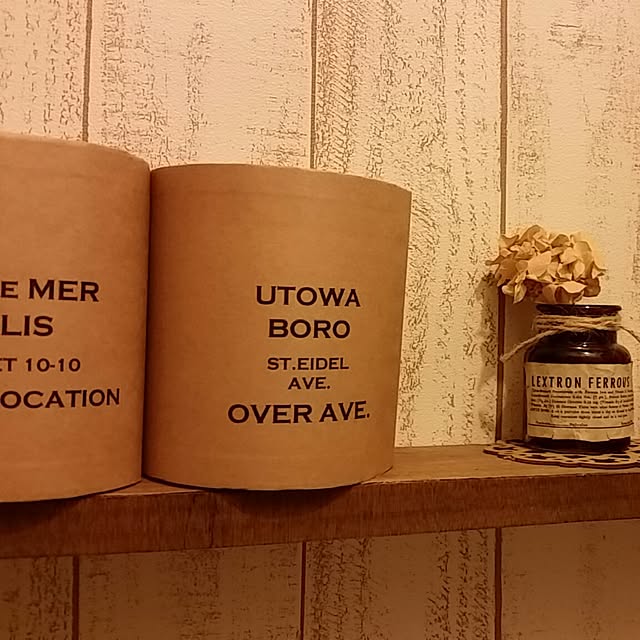 e MER
LIS
ET 10-10
OCATION
UTOWA
BORO
ST.EIDEL
AVE.
OVER AVE.
LEXTRON FERROUS